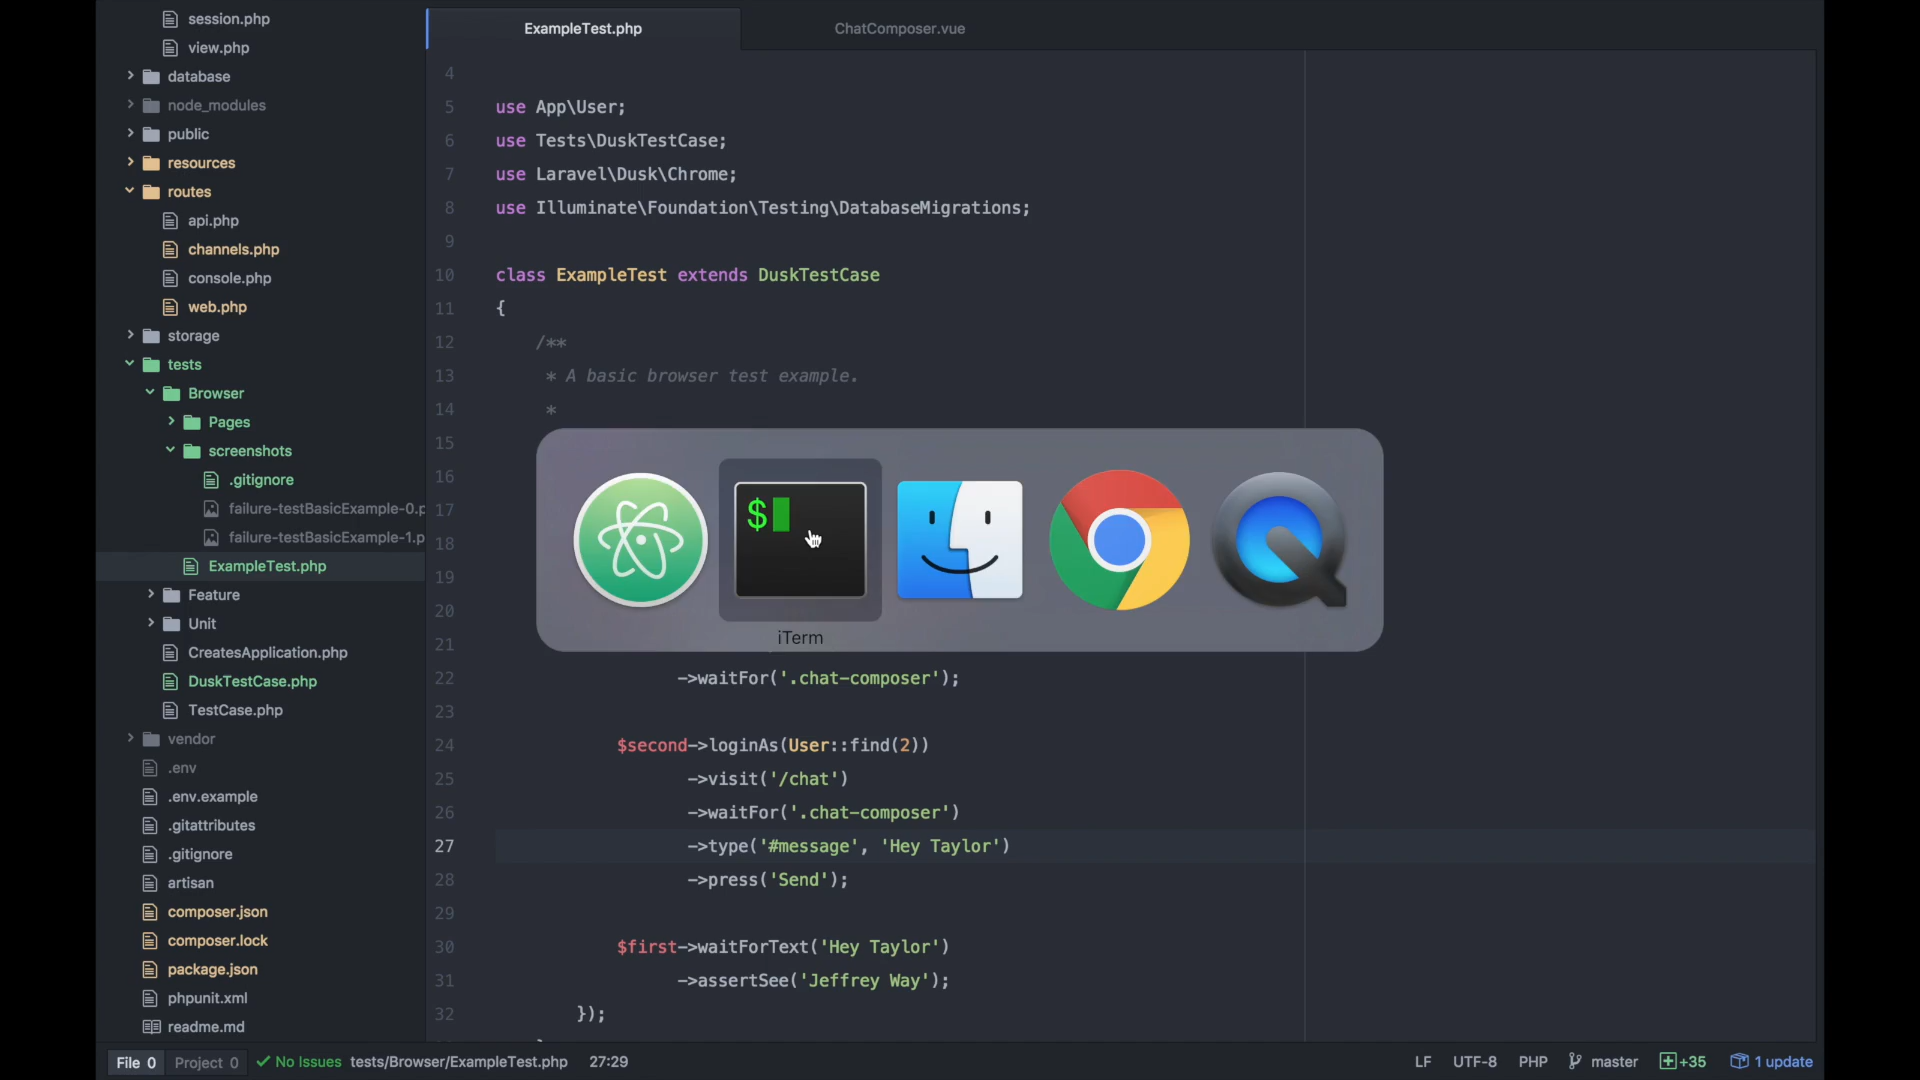 session.php
view.php
database
node_modules
public
resources
routes
api.php
channels.php
console.php
web.php
storage
tests
Browser
Pages
screenshots
.gitignore
failure-testBasicExample-0.p
failure-testBasicExample-1.p
ExampleTest.php
Feature
Unit
CreatesApplication.php
DuskTestCase.php
TestCase.php
vendor
.env
.env.example
.gitattributes
.gitignore
artisan
composer.json
composer.lock
package.json
phpunit.xml
readme.md
ExampleTest.php
ChatComposer.vue
4
5 use App\User;
6 use Tests\DuskTestCase;
7 use Laravel\Dusk\Chrome;
8 use Illuminate\Foundation\Testing\DatabaseMigrations;
9
10 class ExampleTest extends DuskTestCase
11 {
12 /**
13 * A basic browser test example.
14 *
15
16
17
18
19
20
21
$
iTerm
22 ->waitFor('.chat-composer');
23
24 $second->loginAs(User::find(2))
25 ->visit('/chat')
26 ->waitFor('.chat-composer')
27 ->type('#message', 'Hey Taylor')
28 ->press('Send');
29
30 $first->waitForText('Hey Taylor')
31 ->assertSee('Jeffrey Way');
32 });
File 0 Project 0 No Issues tests/Browser/ExampleTest.php 27:29 LF UTF-8 PHP master +35 1 update